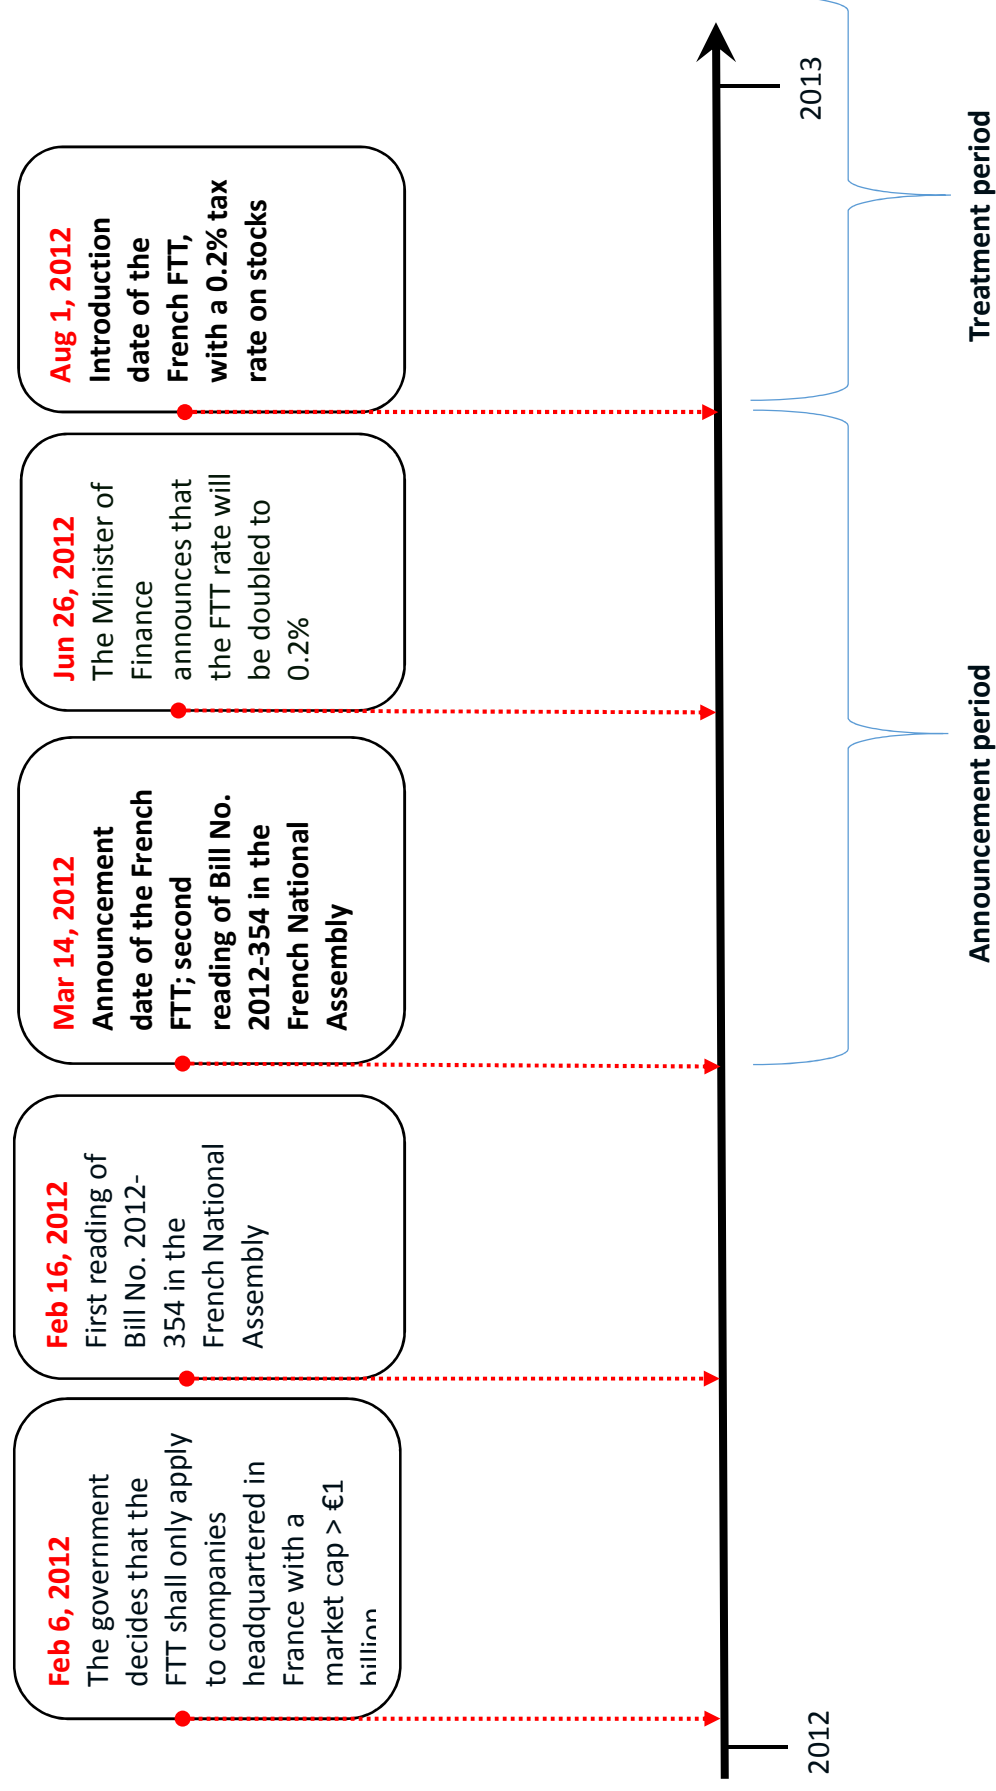 Feb 6, 2012
The government
decides that the
FTT shall only apply
to companies
headquartered in
France with a
market cap > €1
billion
Feb 16, 2012
First reading of
Bill No. 2012-
354 in the
French National
Assembly
Mar 14, 2012
Announcement
date of the French
FTT; second
reading of Bill No.
2012-354 in the
French National
Assembly
Jun 26, 2012
The Minister of
Finance
announces that
the FTT rate will
be doubled to
0.2%
Aug 1, 2012
Introduction
date of the
French FTT,
with a 0.2% tax
rate on stocks
2012
2013
Announcement period
Treatment period